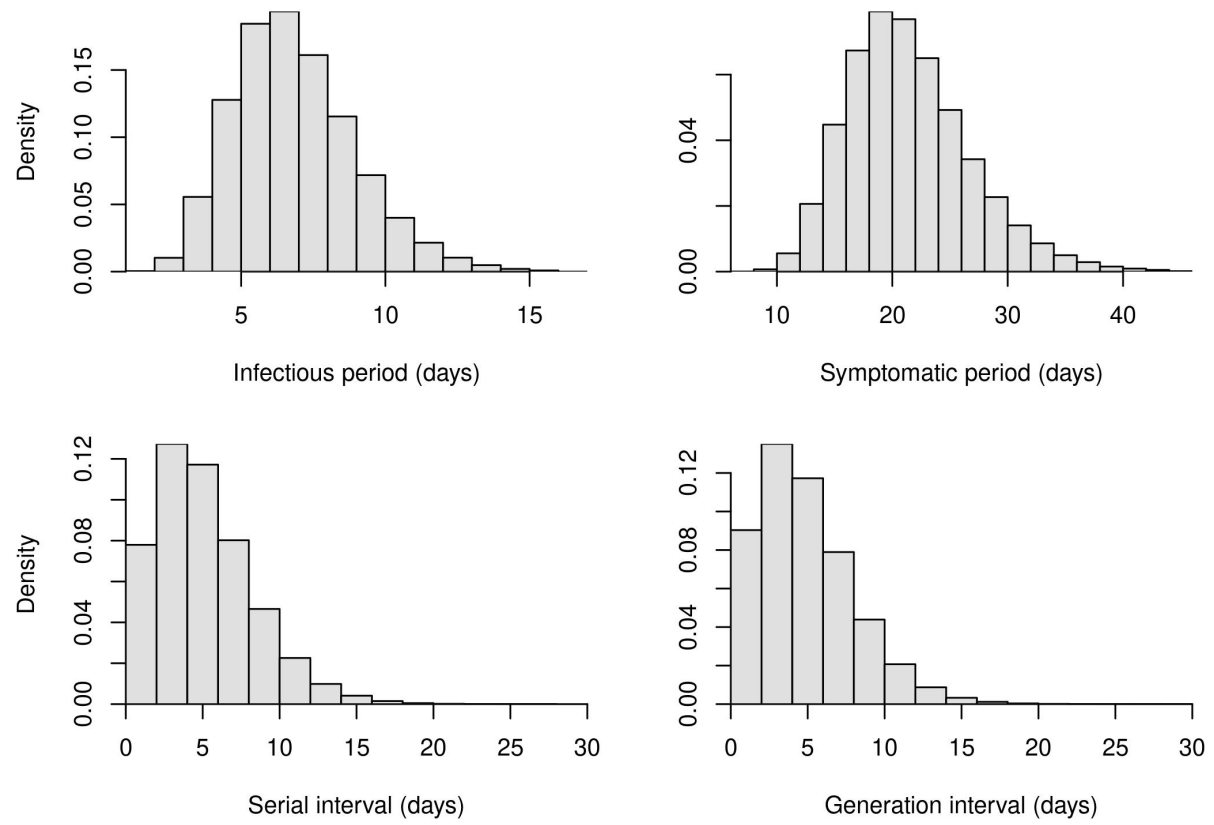 Density
0.00 0.05 0.10 0.15
5 10 15
Infectious period (days)
0.00 0.04
10 20 30 40
Symptomatic period (days)
Density
0.00 0.04 0.08 0.12
0 5 10 15 20 25 30
Serial interval (days)
0.00 0.04 0.08 0.12
0 5 10 15 20 25 30
Generation interval (days)